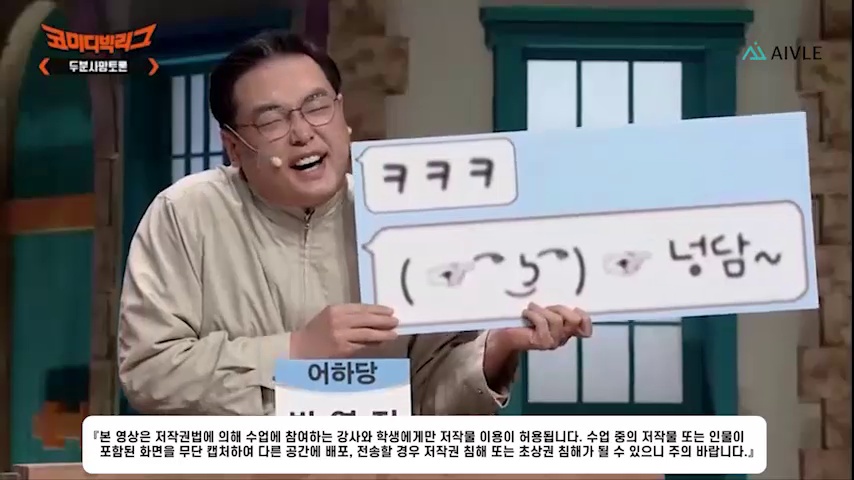 코미디빅리그
두분사망토론
AIVLE
ㅋㅋㅋ
(☞ ͡° ͜ʖ ͡°) ☞ 넝담~
어하당
『본 영상은 저작권법에 의해 수업에 참여하는 강사와 학생에게만 저작물 이용이 허용됩니다. 수업 중의 저작물 또는 인물이
포함된 화면을 무단 캡처하여 다른 공간에 배포, 전송할 경우 저작권 침해 또는 초상권 침해가 될 수 있으니 주의 바랍니다.』